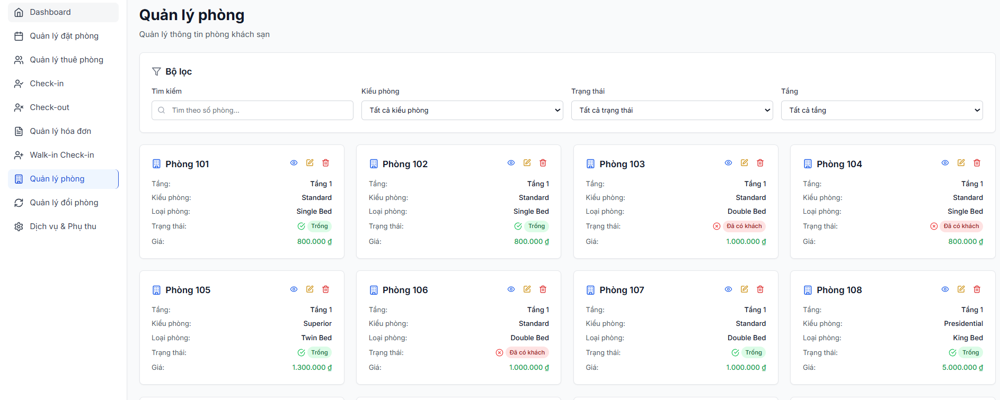 Dashboard
Quản lý đặt phòng
Quản lý thuê phòng
Check-in
Check-out
Quản lý hóa đơn
Walk-in Check-in
Quản lý phòng
Quản lý đổi phòng
Dịch vụ & Phụ thu
Quản lý phòng
Quản lý thông tin phòng khách sạn
Bộ lọc
Tìm kiếm
Kiểu phòng
Trạng thái
Tầng
Tìm theo số phòng...
Tất cả kiểu phòng
Tất cả trạng thái
Tất cả tầng
Phòng 101
Tầng: Tầng 1
Kiểu phòng: Standard
Loại phòng: Single Bed
Trạng thái: Trống
Giá: 800.000 ₫
Phòng 102
Tầng: Tầng 1
Kiểu phòng: Standard
Loại phòng: Single Bed
Trạng thái: Trống
Giá: 800.000 ₫
Phòng 103
Tầng: Tầng 1
Kiểu phòng: Standard
Loại phòng: Double Bed
Trạng thái: Đã có khách
Giá: 1.000.000 ₫
Phòng 104
Tầng: Tầng 1
Kiểu phòng: Standard
Loại phòng: Single Bed
Trạng thái: Đã có khách
Giá: 800.000 ₫
Phòng 105
Tầng: Tầng 1
Kiểu phòng: Superior
Loại phòng: Twin Bed
Trạng thái: Trống
Giá: 1.300.000 ₫
Phòng 106
Tầng: Tầng 1
Kiểu phòng: Standard
Loại phòng: Double Bed
Trạng thái: Đã có khách
Giá: 1.000.000 ₫
Phòng 107
Tầng: Tầng 1
Kiểu phòng: Standard
Loại phòng: Double Bed
Trạng thái: Trống
Giá: 1.000.000 ₫
Phòng 108
Tầng: Tầng 1
Kiểu phòng: Presidential
Loại phòng: King Bed
Trạng thái: Trống
Giá: 5.000.000 ₫